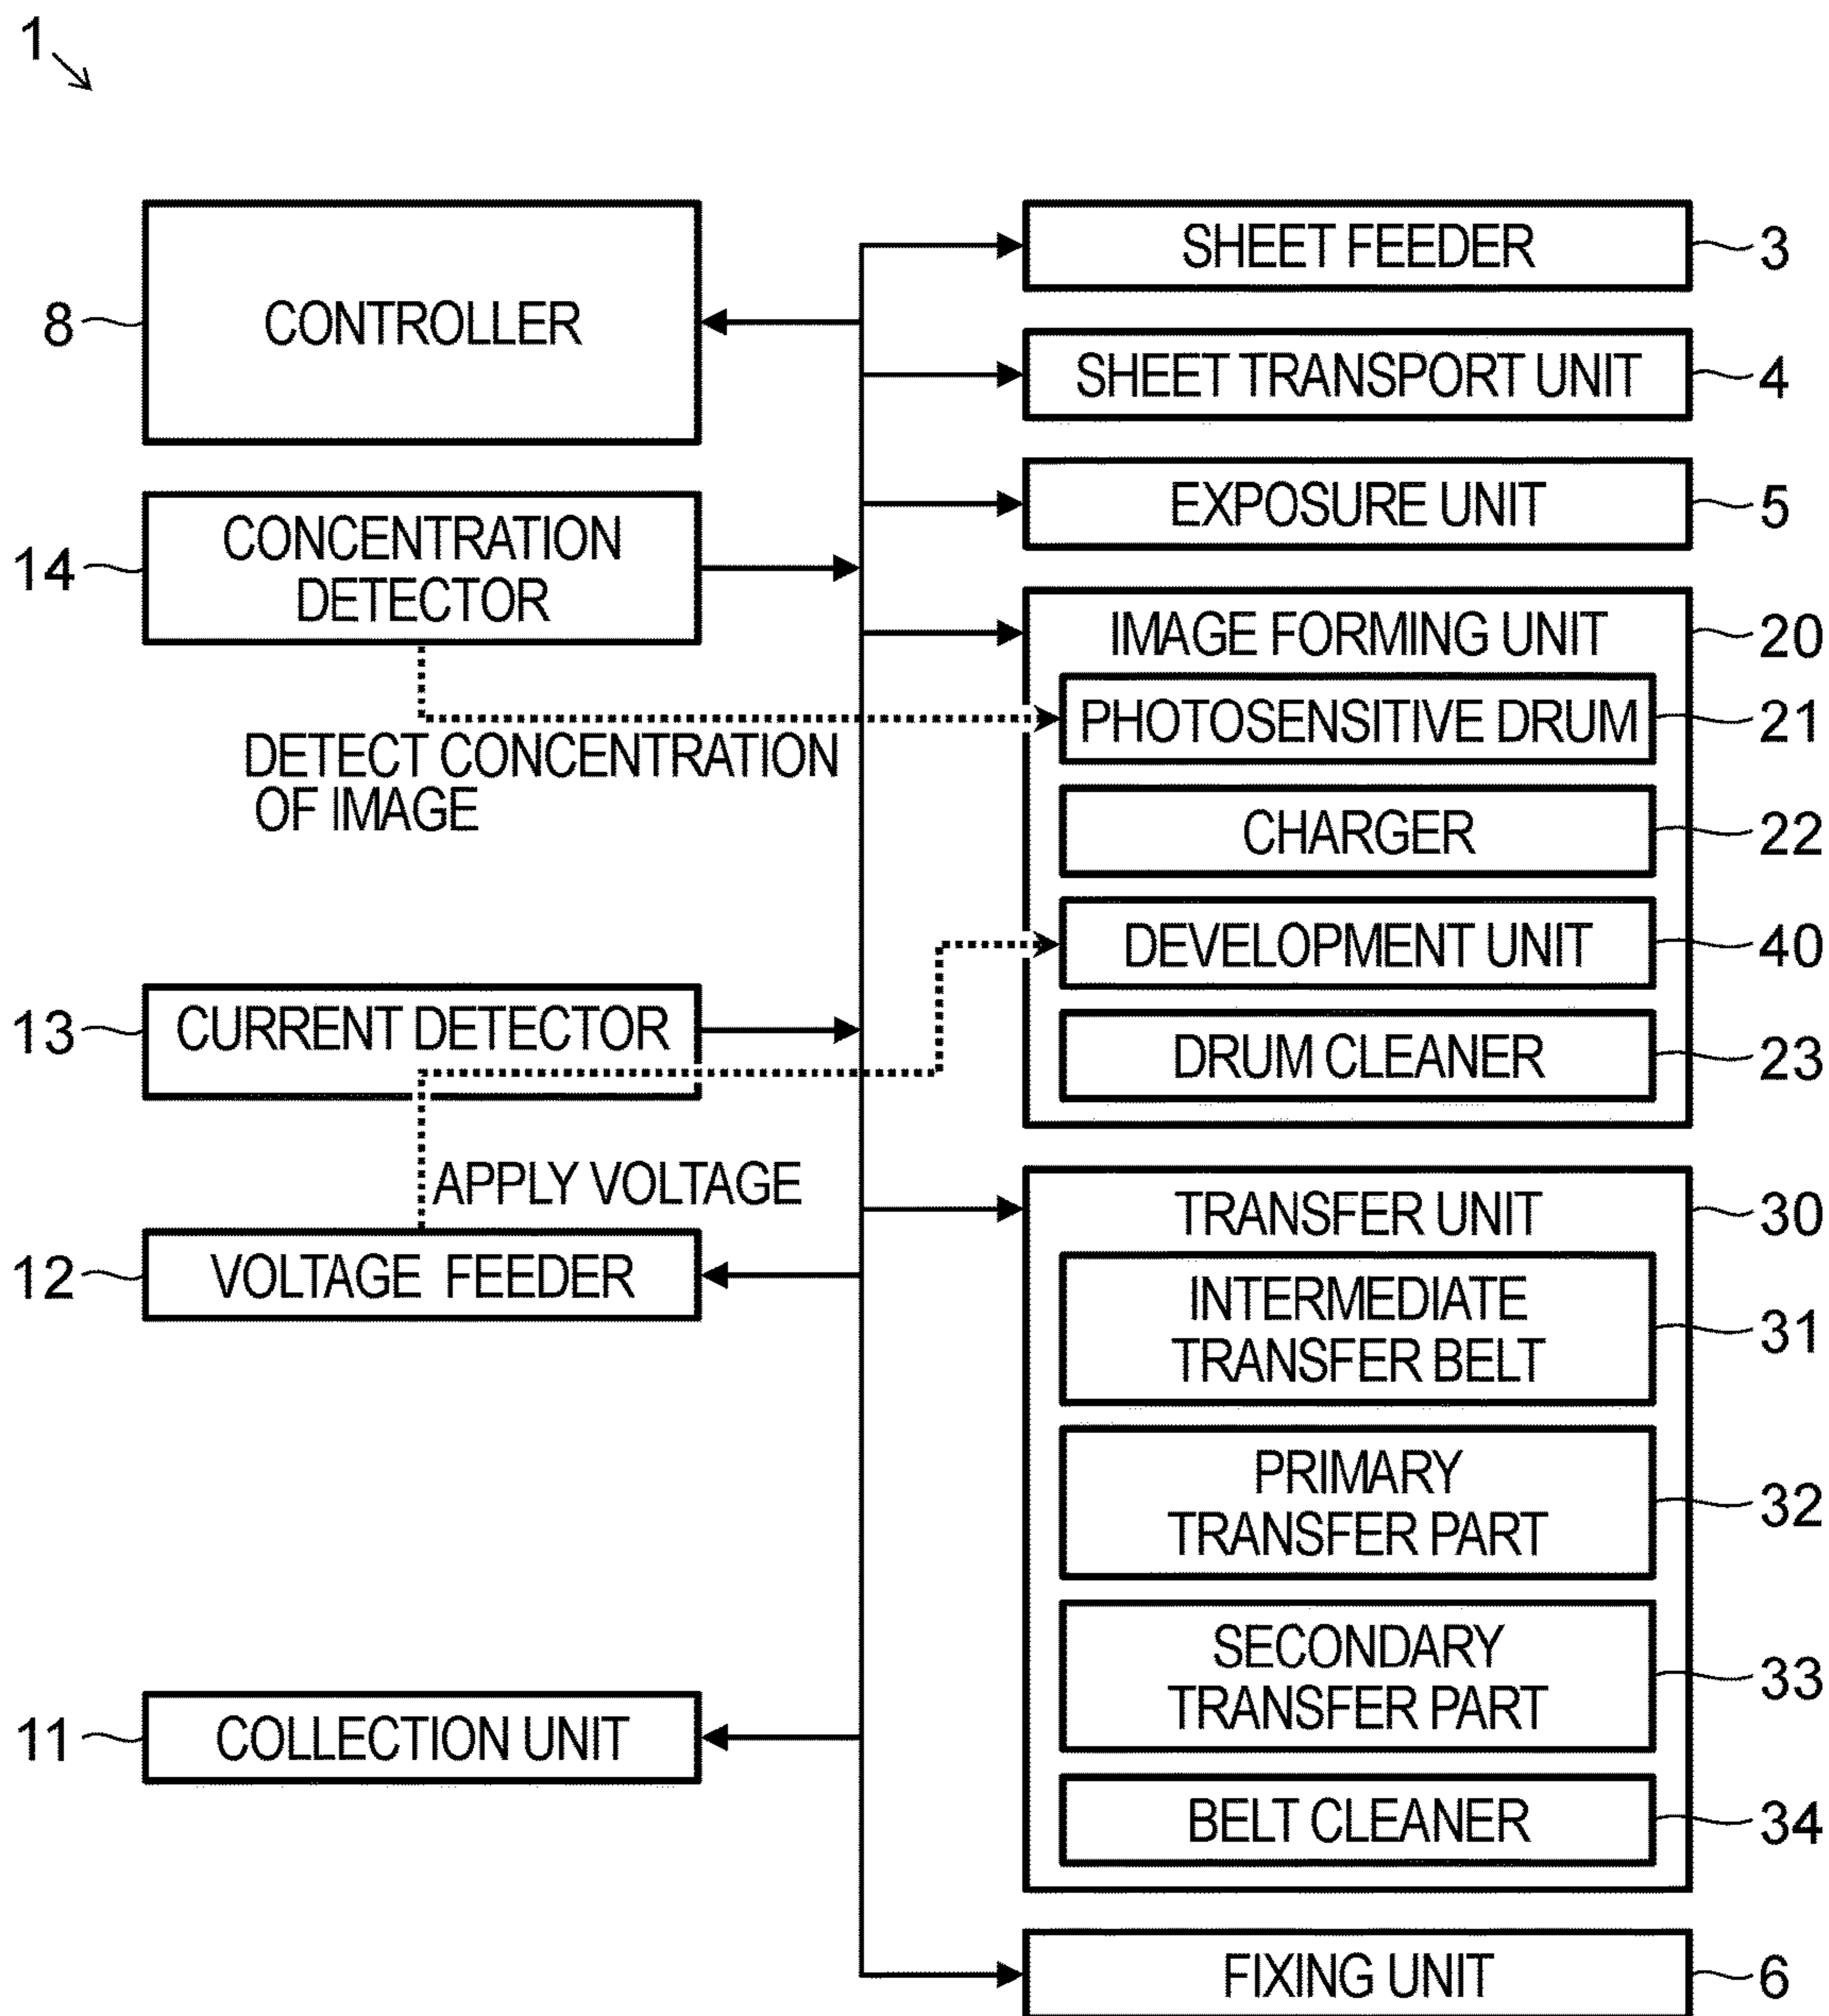 1
8
CONTROLLER
14
CONCENTRATION
DETECTOR
DETECT CONCENTRATION
OF IMAGE
13
CURRENT DETECTOR
APPLY VOLTAGE
12
VOLTAGE FEEDER
11
COLLECTION UNIT
SHEET FEEDER
3
SHEET TRANSPORT UNIT
4
EXPOSURE UNIT
5
IMAGE FORMING UNIT
20
PHOTOSENSITIVE DRUM
21
CHARGER
22
DEVELOPMENT UNIT
40
DRUM CLEANER
23
TRANSFER UNIT
30
INTERMEDIATE
TRANSFER BELT
31
PRIMARY
TRANSFER PART
32
SECONDARY
TRANSFER PART
33
BELT CLEANER
34
FIXING UNIT
6